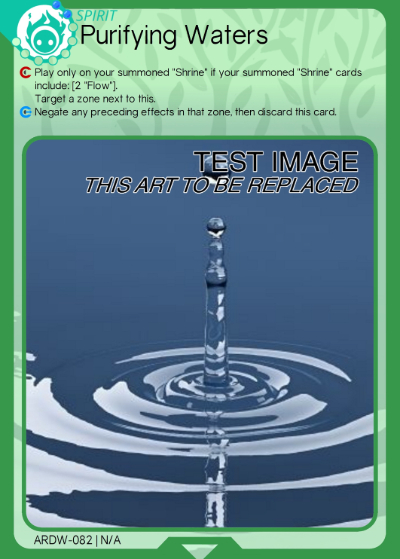 SPIRIT
Purifying Waters
Play only on your summoned "Shrine" if your summoned "Shrine" cards
include: [2 "Flow"].
Target a zone next to this.
Negate any preceding effects in that zone, then discard this card.
TEST IMAGE
THIS ART TO BE REPLACED
ARDW-082 | N/A